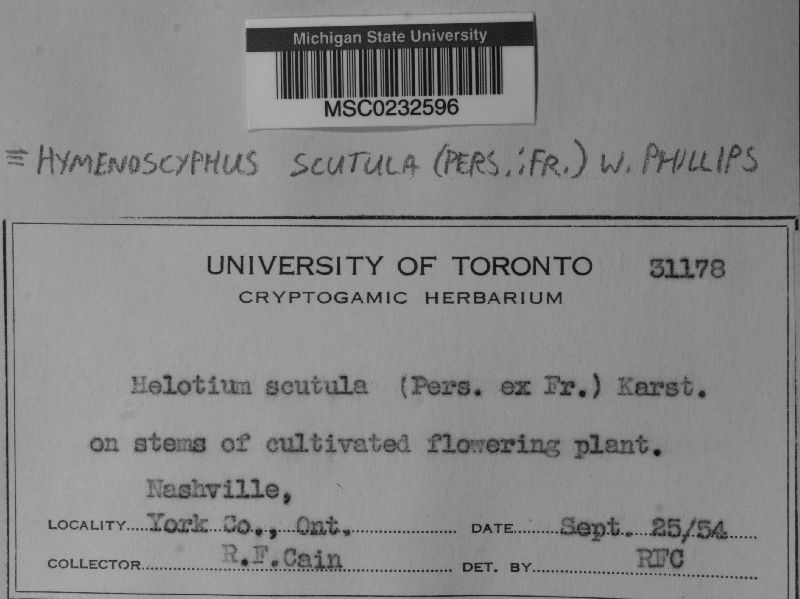 Michigan State University
MSC0232596
≡ HYMENOSCYPHUS SCUTULA (PERS.:FR.) W. PHILLIPS
UNIVERSITY OF TORONTO 31178
CRYPTOGAMIC HERBARIUM
Helotium scutula (Pers. ex Fr.) Karst.
on stems of cultivated flowering plant.
Nashville,
LOCALITY....York Co., Ont. DATE....Sept. 25/54
COLLECTOR....R.F.Cain DET. BY....RFC